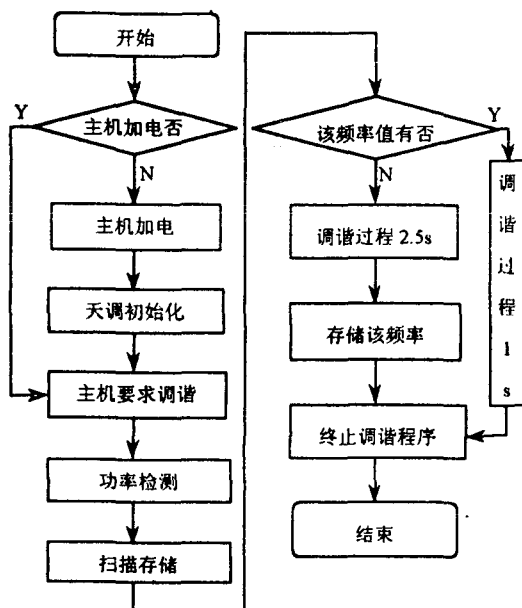 开始
Y
主机加电否
N
主机加电
天调初始化
主机要求调谐
功率检测
扫描存储
该频率值有否
Y
N
调谐过程 2.5s
调谐过程 1 s
存储该频率
终止调谐程序
结束